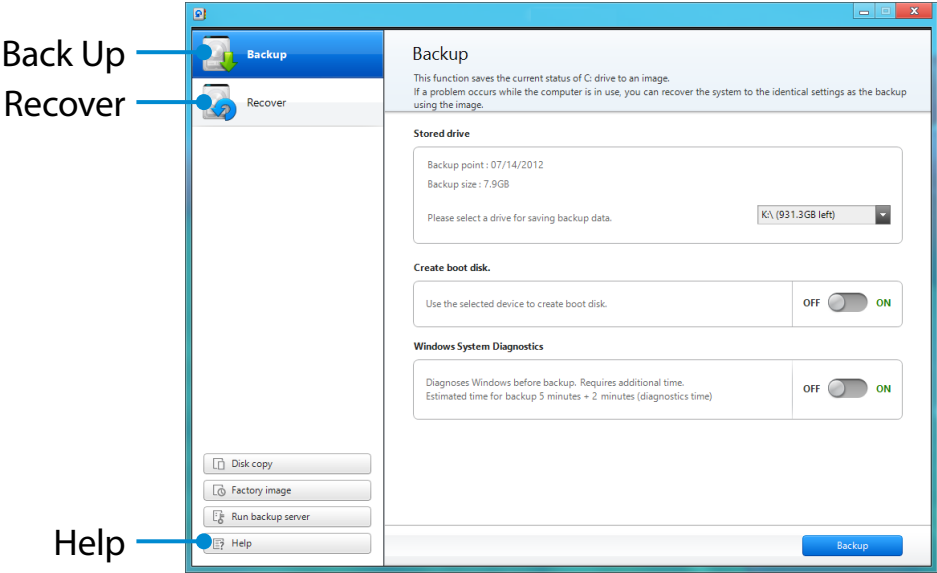 Back Up
Recover
Help
Backup
Recover
Disk copy
Factory image
Run backup server
Help
Backup
This function saves the current status of C: drive to an image.
If a problem occurs while the computer is in use, you can recover the system to the identical settings as the backup
using the image.
Stored drive
Backup point : 07/14/2012
Backup size : 7.9GB
Please select a drive for saving backup data.
K:\ (931.3GB left)
Create boot disk.
Use the selected device to create boot disk.
OFF ON
Windows System Diagnostics
Diagnoses Windows before backup. Requires additional time.
Estimated time for backup 5 minutes + 2 minutes (diagnostics time)
OFF ON
Backup